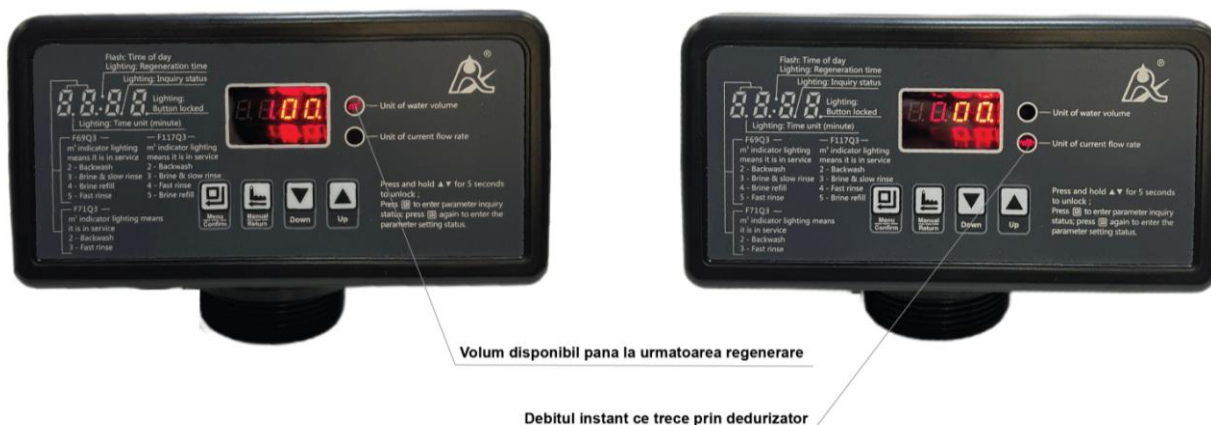 Flash: Time of day
Lighting: Regeneration time
Lighting: Inquiry status
88:88
Lighting:
Button locked
Lighting: Time unit (minute)
00.
m³
Unit of water volume
Unit of current flow rate
F69Q3
m³ indicator lighting
means it is in service
2 - Backwash
3 - Brine & slow rinse
4 - Brine refill
5 - Fast rinse
F117Q3
m³ indicator lighting
means it is in service
2 - Backwash
3 - Brine & slow rinse
4 - Fast rinse
5 - Brine refill
F71Q3
m³ indicator lighting means
it is in service
2 - Backwash
3 - Fast rinse
Menu
Confirm
Manual
Return
Down
Up
Press and hold ▲▼ for 5 seconds
to unlock ;
Press to enter parameter inquiry
status; press again to enter the
parameter setting status.
®
Flash: Time of day
Lighting: Regeneration time
Lighting: Inquiry status
88:88
Lighting:
Button locked
Lighting: Time unit (minute)
0.00.
Unit of water volume
Unit of current flow rate
F69Q3
m³ indicator lighting
means it is in service
2 - Backwash
3 - Brine & slow rinse
4 - Brine refill
5 - Fast rinse
F117Q3
m³ indicator lighting
means it is in service
2 - Backwash
3 - Brine & slow rinse
4 - Fast rinse
5 - Brine refill
F71Q3
m³ indicator lighting means
it is in service
2 - Backwash
3 - Fast rinse
Menu
Confirm
Manual
Return
Down
Up
Press and hold ▲▼ for 5 seconds
to unlock ;
Press to enter parameter inquiry
status; press again to enter the
parameter setting status.
®
Volum disponibil pana la urmatoarea regenerare
Debitul instant ce trece prin dedurizator